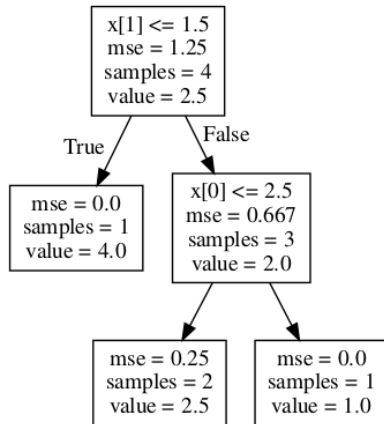 x[1] <= 1.5
mse = 1.25
samples = 4
value = 2.5
True
False
mse = 0.0
samples = 1
value = 4.0
x[0] <= 2.5
mse = 0.667
samples = 3
value = 2.0
mse = 0.25
samples = 2
value = 2.5
mse = 0.0
samples = 1
value = 1.0